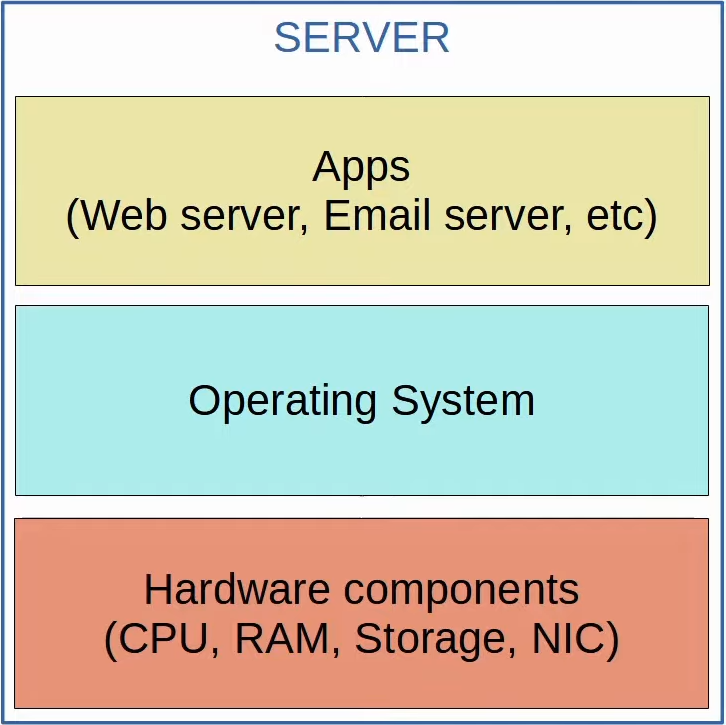 SERVER
Apps
(Web server, Email server, etc)
Operating System
Hardware components
(CPU, RAM, Storage, NIC)